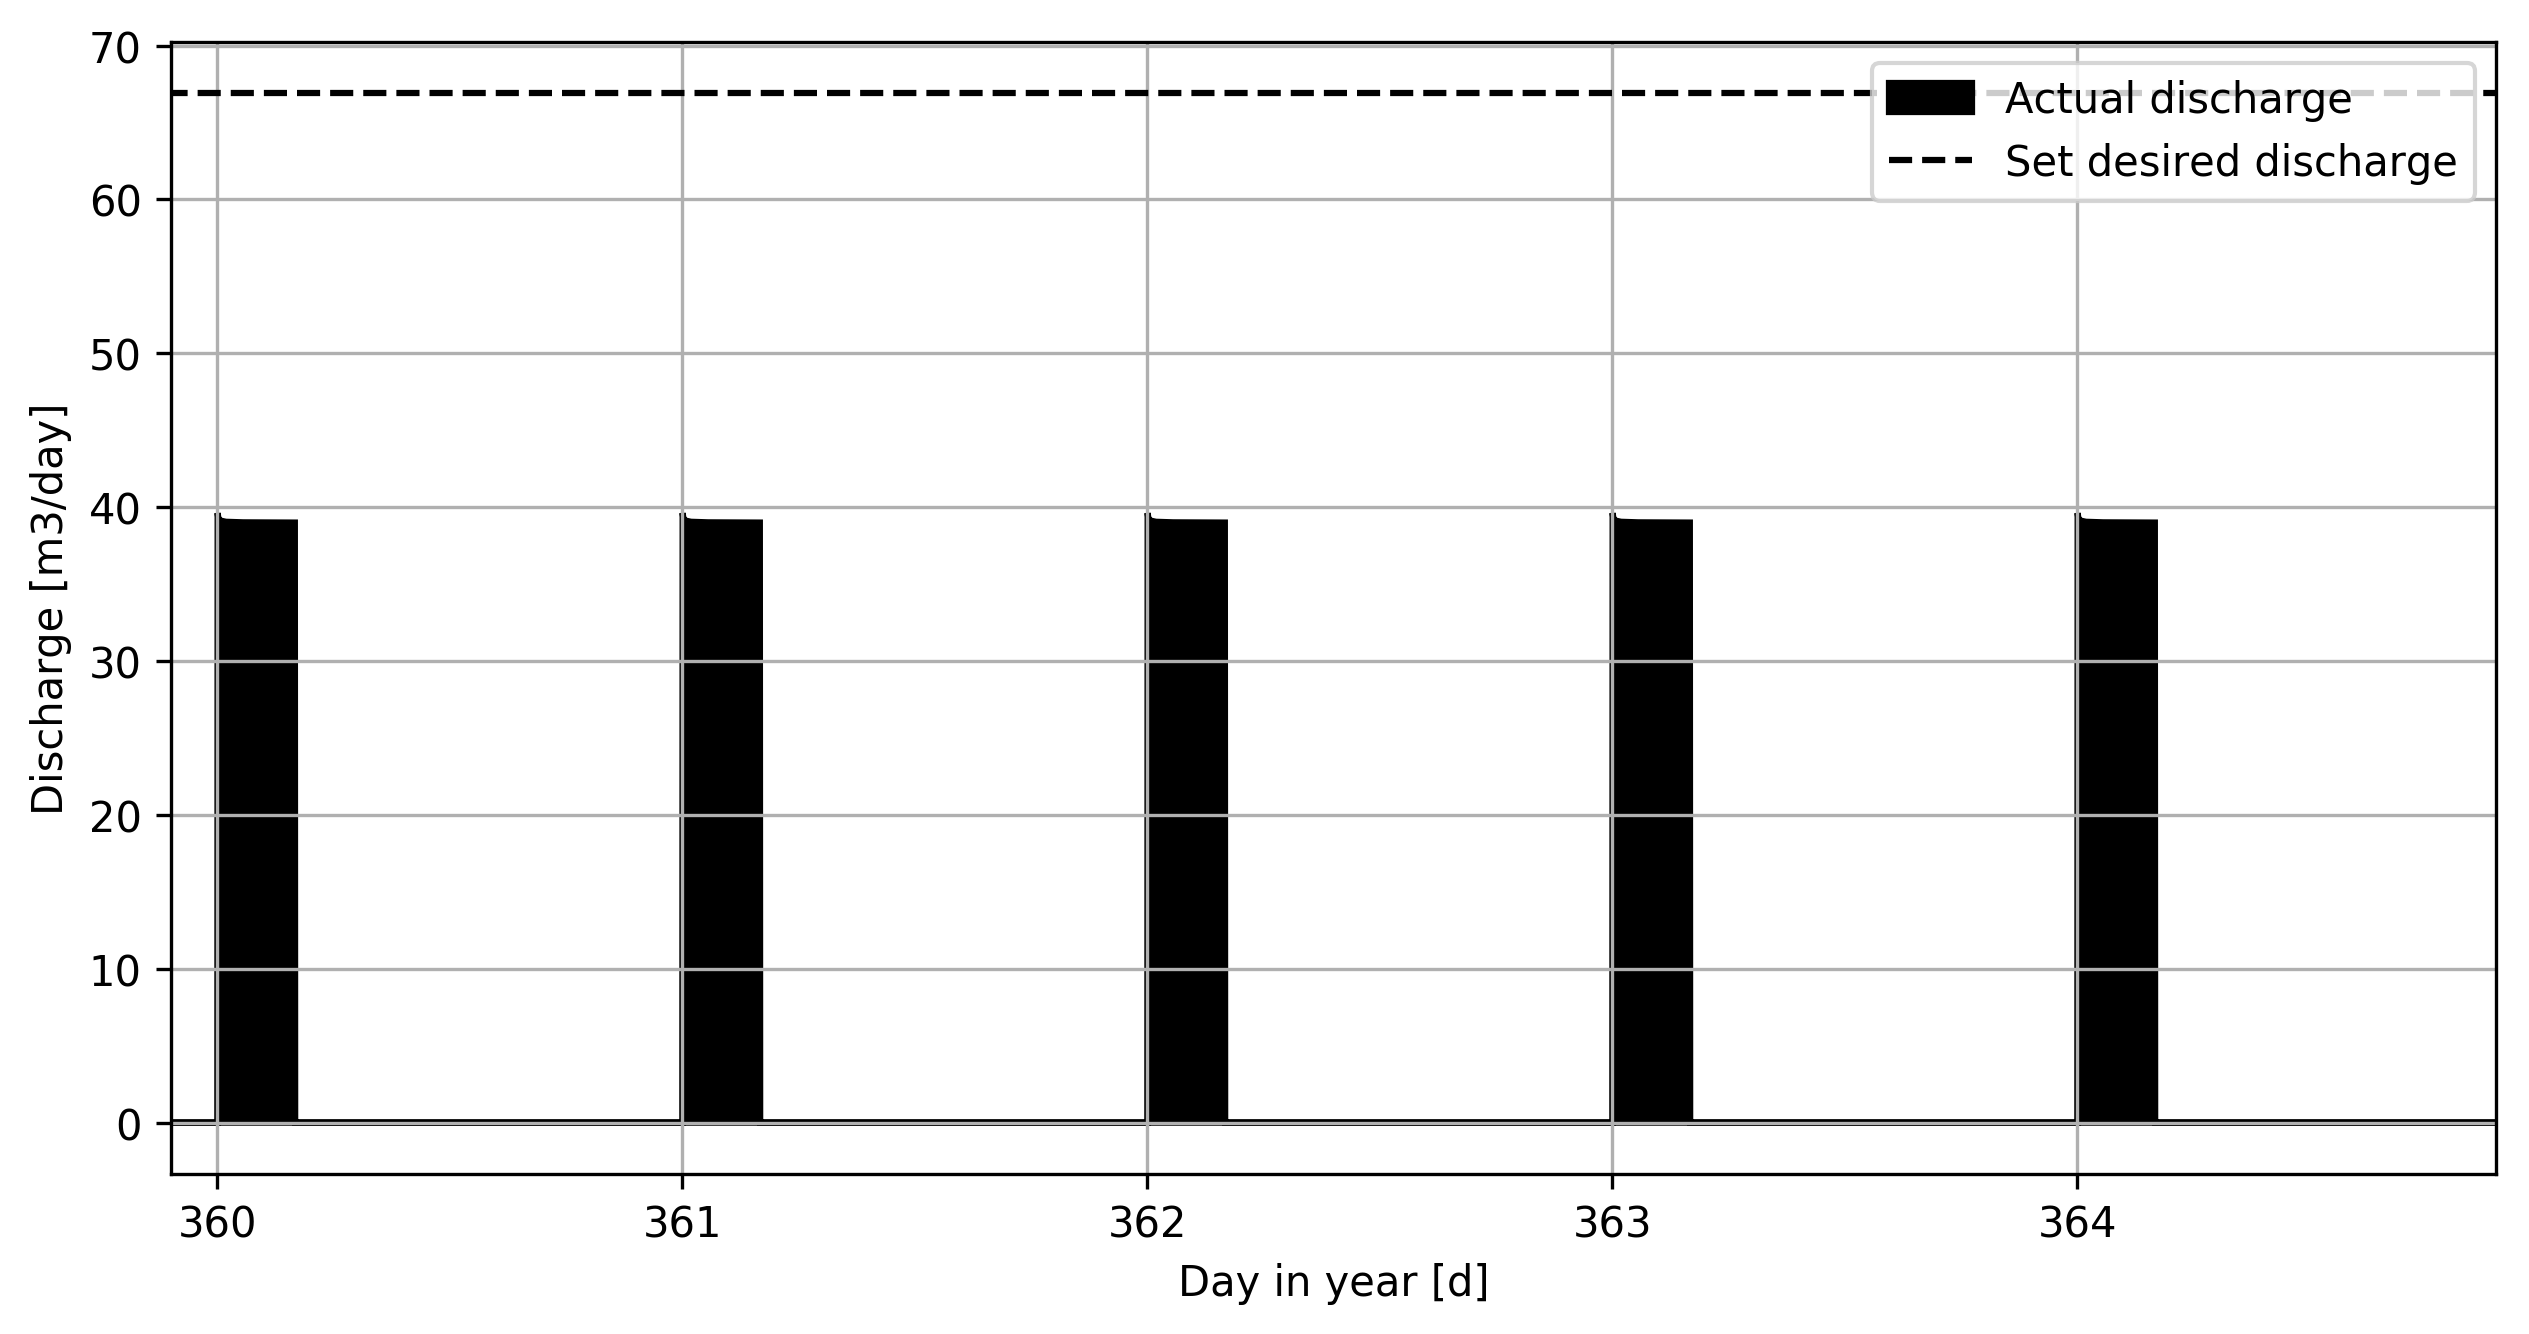 70
60
50
40
30
20
10
0
Discharge [m3/day]
Actual discharge
Set desired discharge
360 361 362 363 364
Day in year [d]